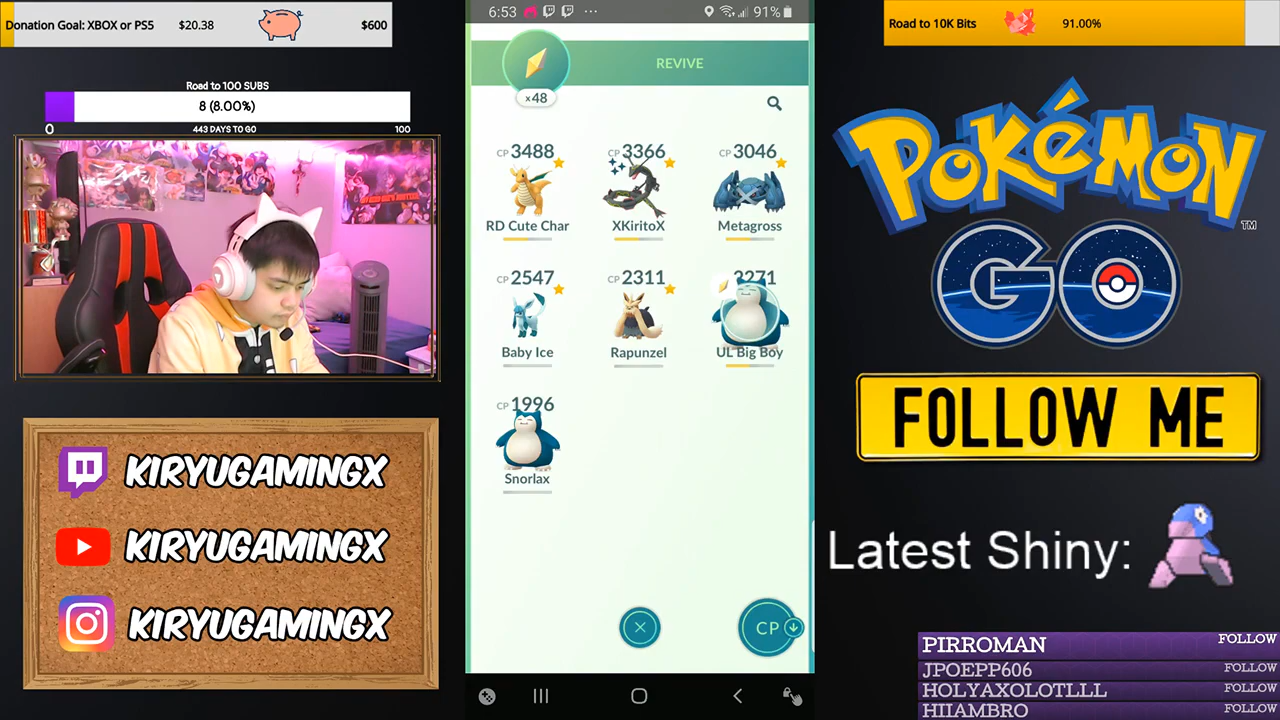 Donation Goal: XBOX or PS5 $20.38 $600
Road to 100 SUBS
8 (8.00%)
0 443 DAYS TO GO 100
KIRYUGAMINGX
KIRYUGAMINGX
KIRYUGAMINGX
6:53 ... 91%
REVIVE
×48
CP 3488 CP 3366 CP 3046
RD Cute Char XKiritoX Metagross
CP 2547 CP 2311 CP 2271
Baby Ice Rapunzel UL Big Boy
CP 1996
Snorlax
CP
Road to 10K Bits 91.00%
POKéMON
TM
GO
FOLLOW ME
Latest Shiny:
PIRROMAN FOLLOW
JPOEPP606 FOLLOW
HOLYAXOLOTLLL FOLLOW
HIIAMBRO FOLLOW